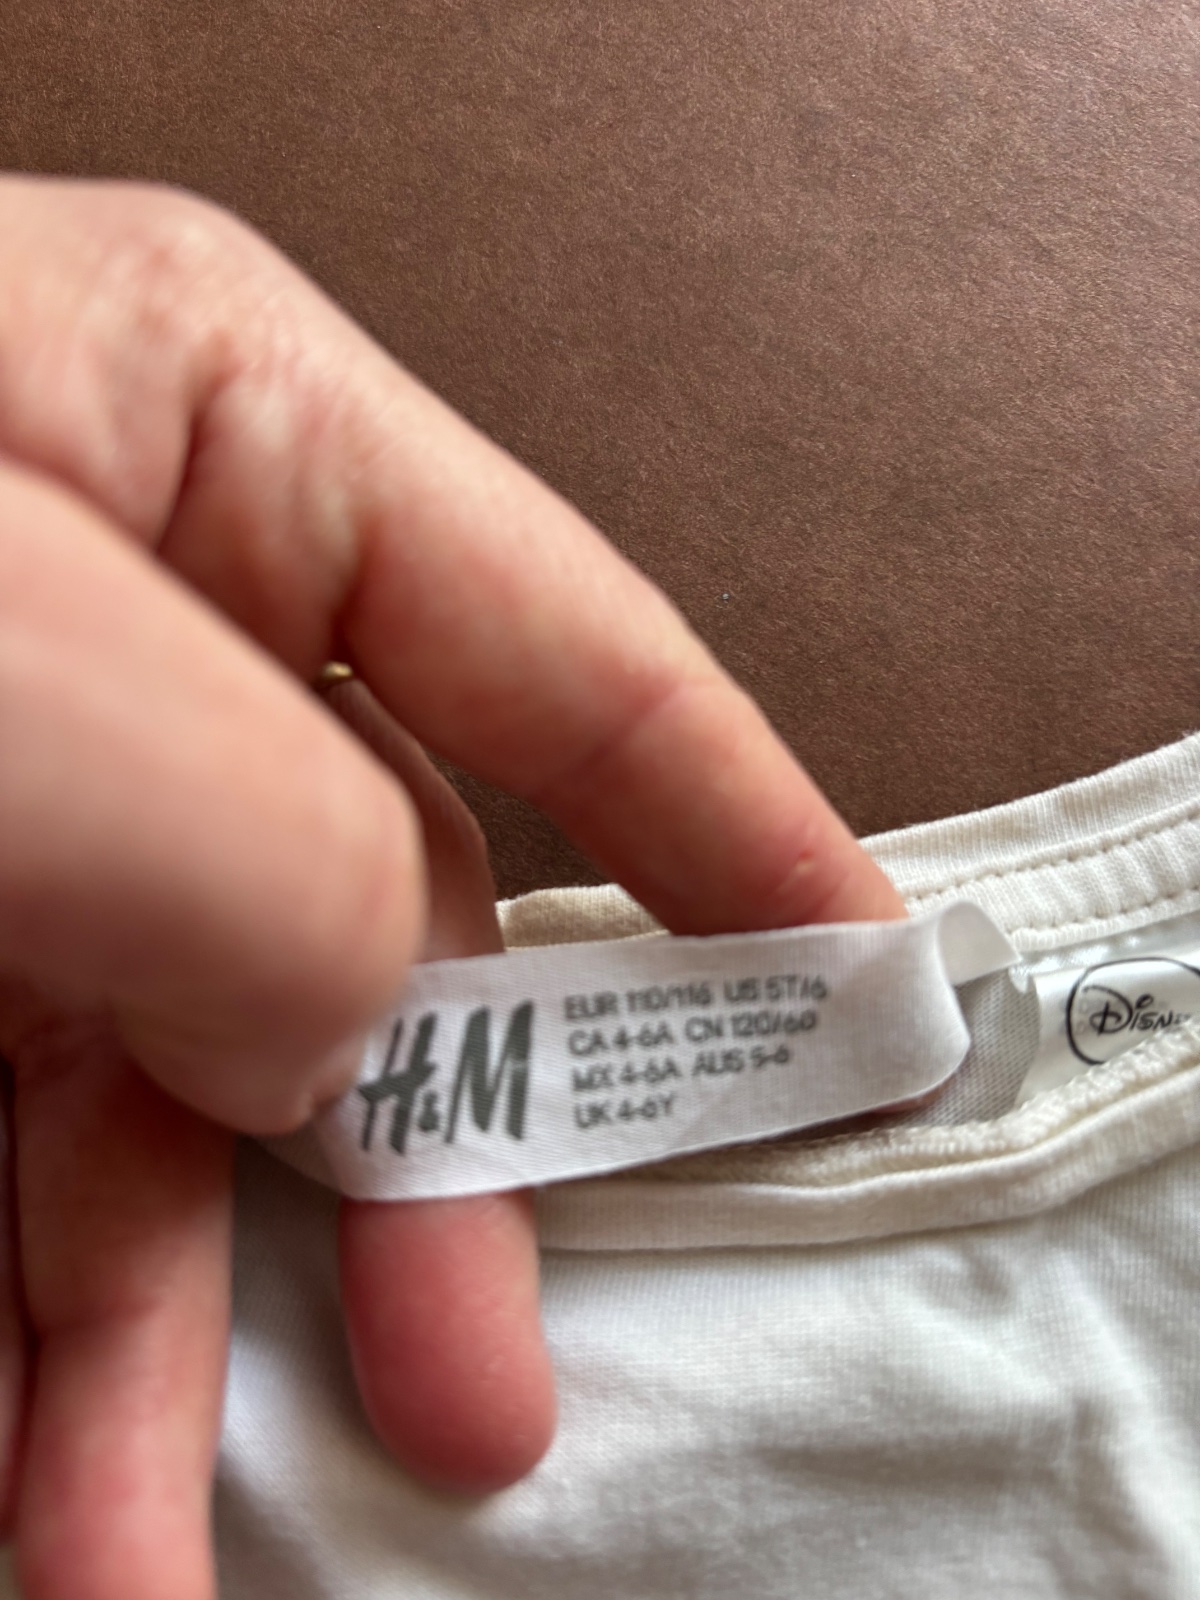 H&M
EUR 110/116 US 5T/6
CA 4-6A CN 120/60
MX 4-6A AUS 5-6
UK 4-6Y
Disney